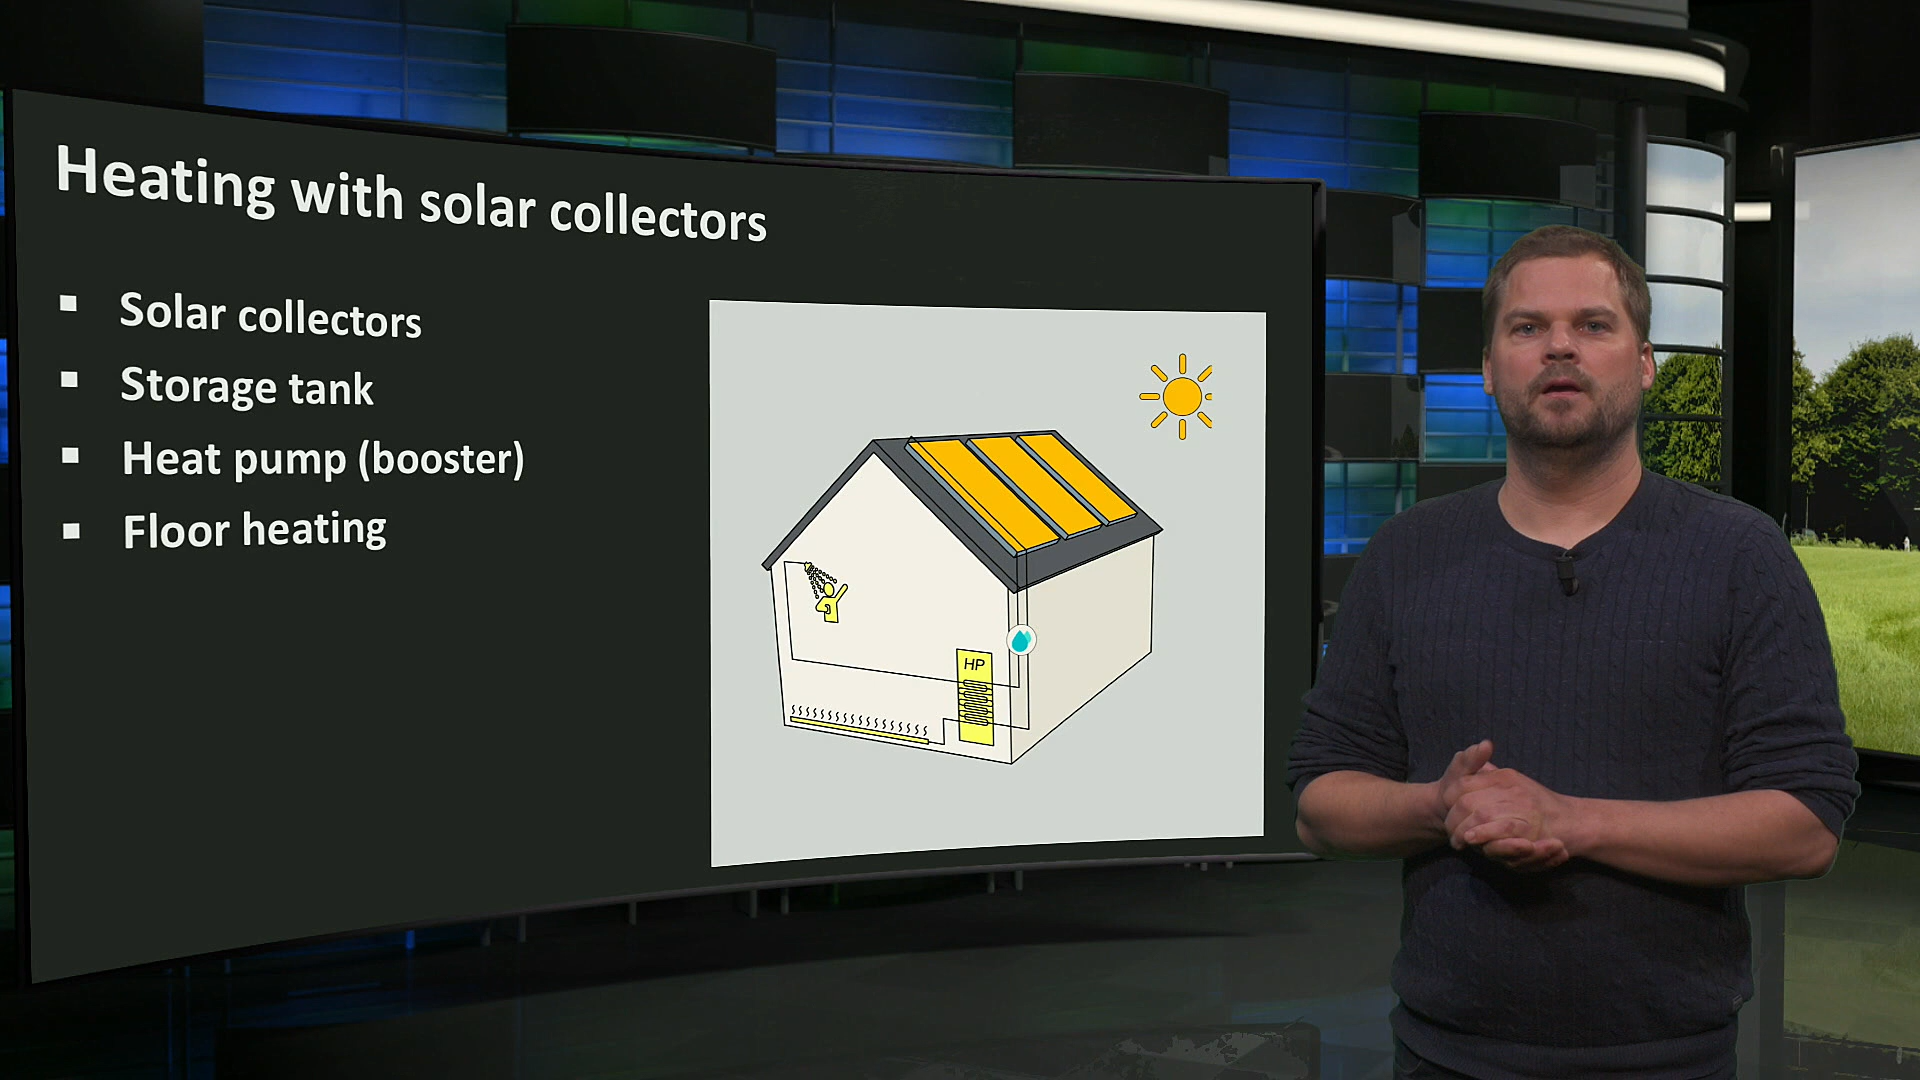 Heating with solar collectors
Solar collectors
Storage tank
Heat pump (booster)
Floor heating
HP